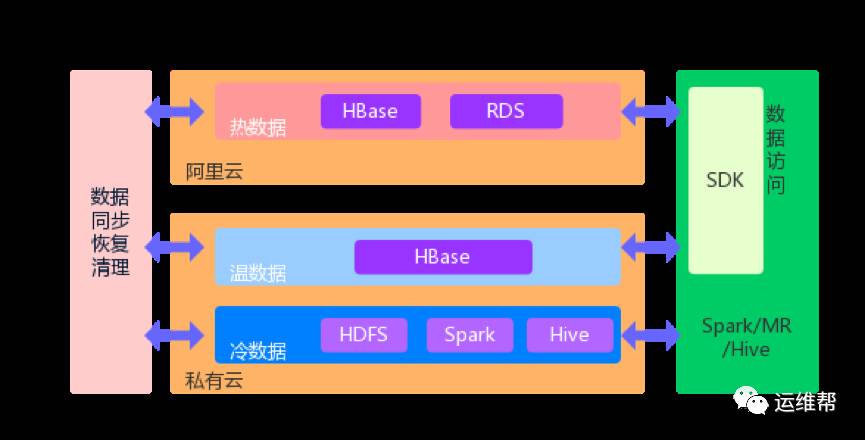 数据
同步
恢复
清理
HBase
RDS
热数据
阿里云
HBase
温数据
HDFS
Spark
Hive
冷数据
私有云
SDK
数据访问
Spark/MR
/Hive
运维帮